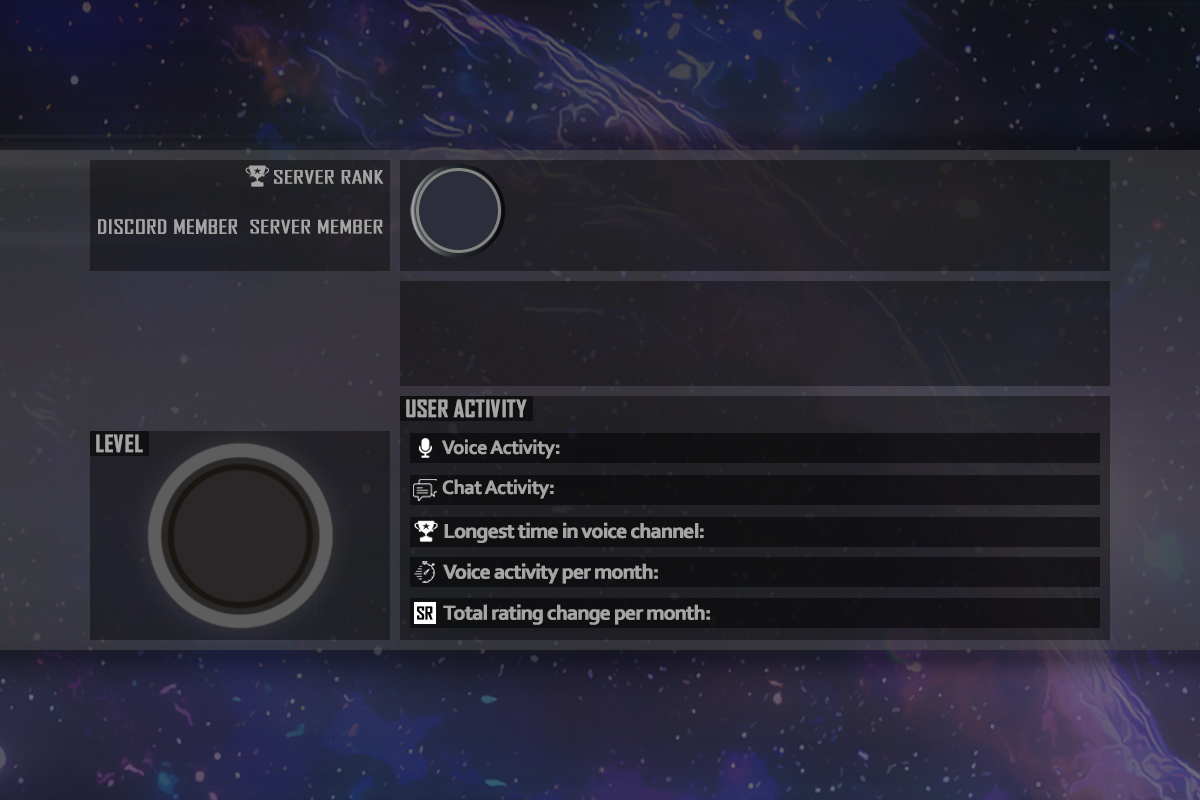 SERVER RANK
DISCORD MEMBER SERVER MEMBER
USER ACTIVITY
LEVEL
Voice Activity:
Chat Activity:
Longest time in voice channel:
Voice activity per month:
SR Total rating change per month: